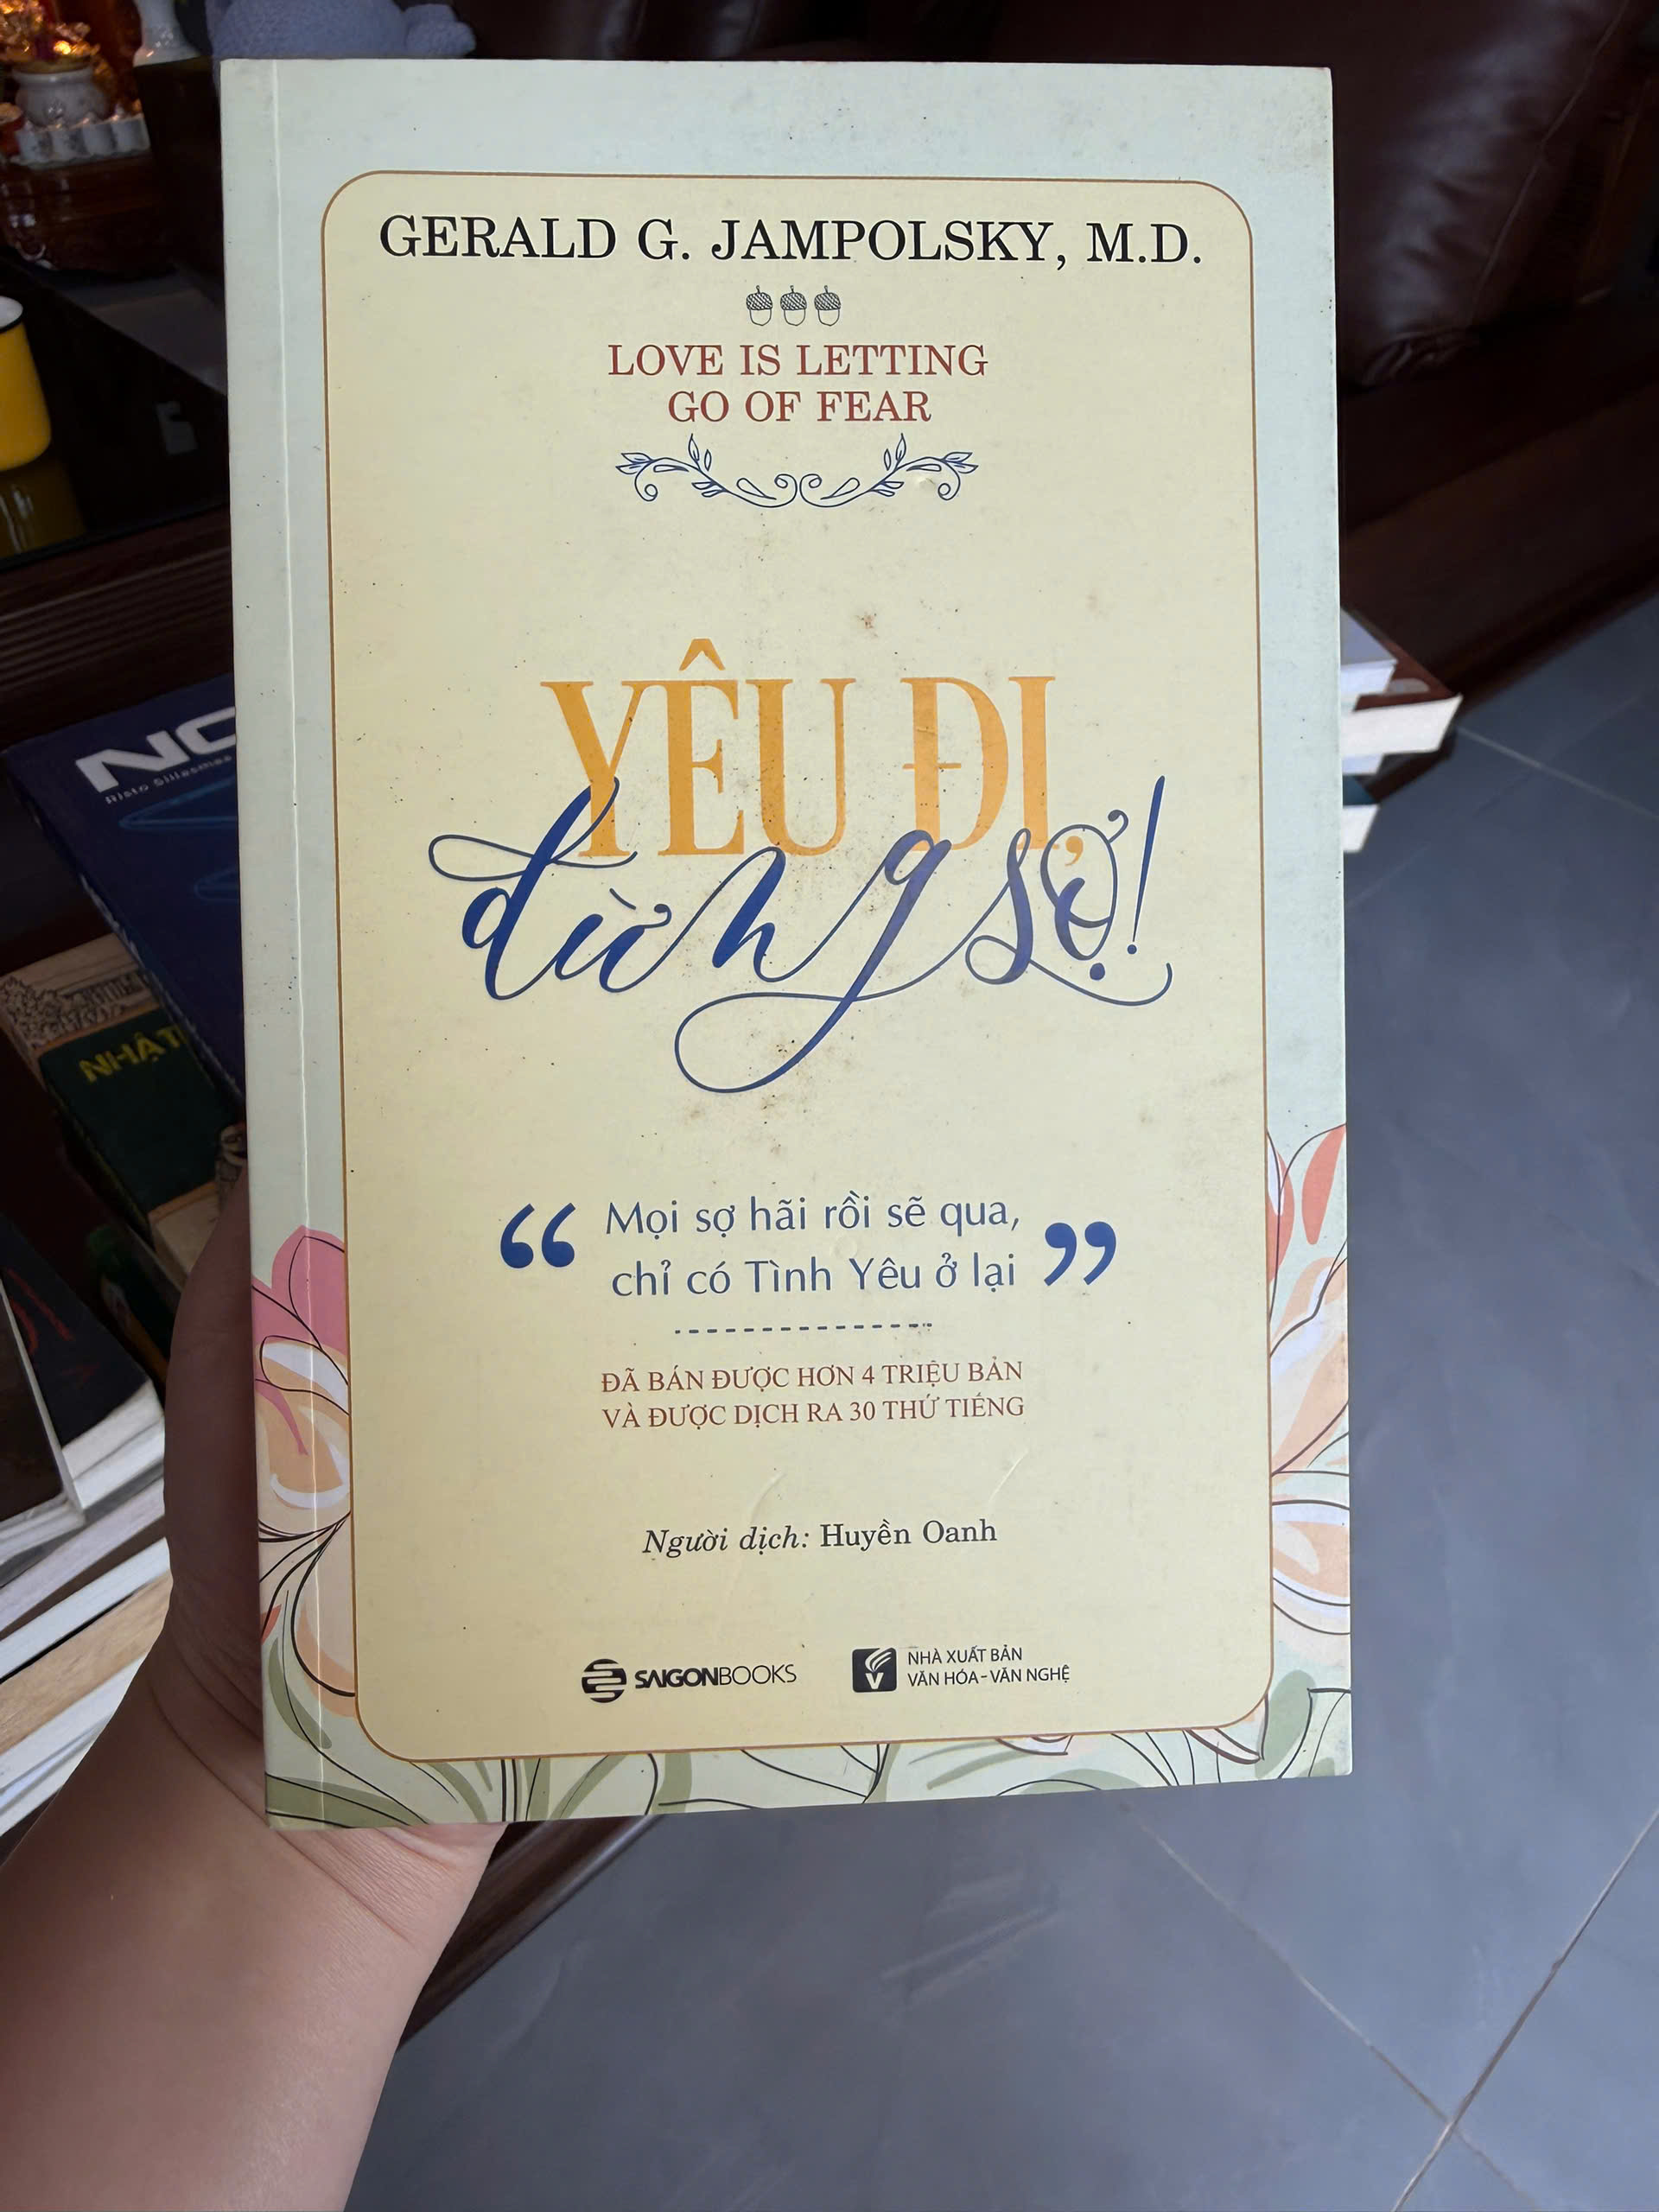 GERALD G. JAMPOLSKY, M.D.
LOVE IS LETTING
GO OF FEAR
YÊU ĐI,
đừng sợ!
“ Mọi sợ hãi rồi sẽ qua,
chỉ có Tình Yêu ở lại ”
ĐÃ BÁN ĐƯỢC HƠN 4 TRIỆU BẢN
VÀ ĐƯỢC DỊCH RA 30 THỨ TIẾNG
Người dịch: Huyền Oanh
SAIGONBOOKS
NHÀ XUẤT BẢN
VĂN HÓA - VĂN NGHỆ
NHẬT